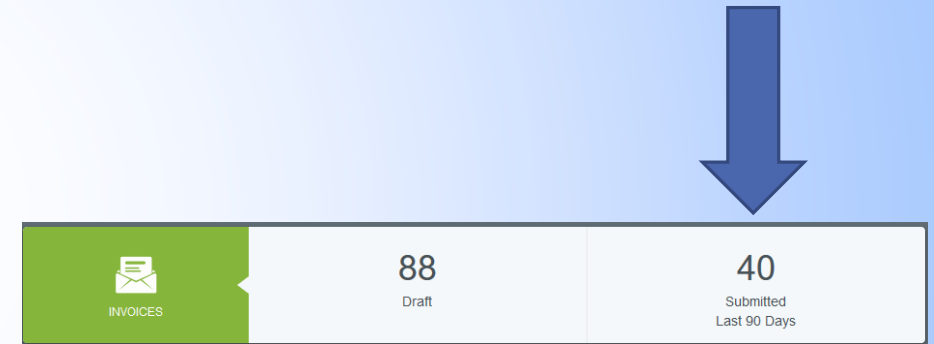 INVOICES
88
Draft
40
Submitted
Last 90 Days